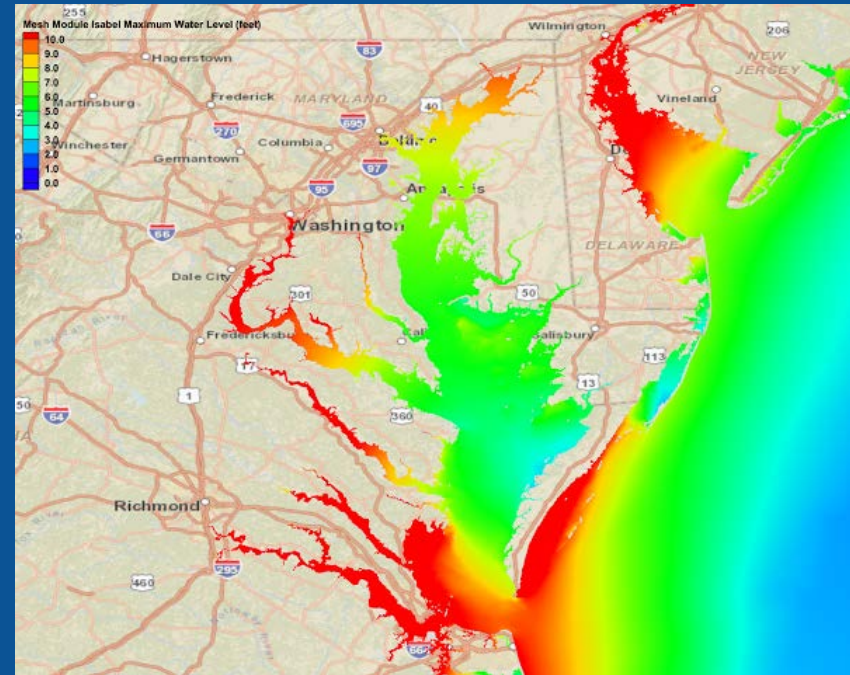 255
Mesh Module Isabel Maximum Water Level (feet)
10.0
9.0
8.0
7.0
6.0
5.0
4.0
3.0
2.0
1.0
0.0
Wilmington
206
83
NEW
JERSEY
Hagerstown
Martinsburg
Frederick
MARYLAND
40
Vineland
695
270
Winchester
Columbia
Germantown
97
95
Washington
66
DELAWARE
Dale City
301
50
Fredericksbu
Salisbury
17
113
13
1
50
64
360
Richmond
295
460
664